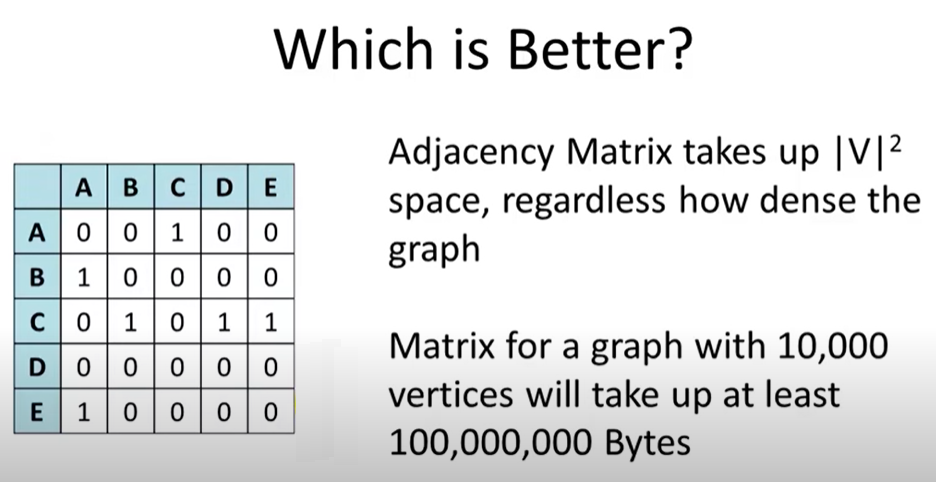 Which is Better?
A B C D E
A 0 0 1 0 0
B 1 0 0 0 0
C 0 1 0 1 1
D 0 0 0 0 0
E 1 0 0 0 0
Adjacency Matrix takes up |V|²
space, regardless how dense the
graph
Matrix for a graph with 10,000
vertices will take up at least
100,000,000 Bytes